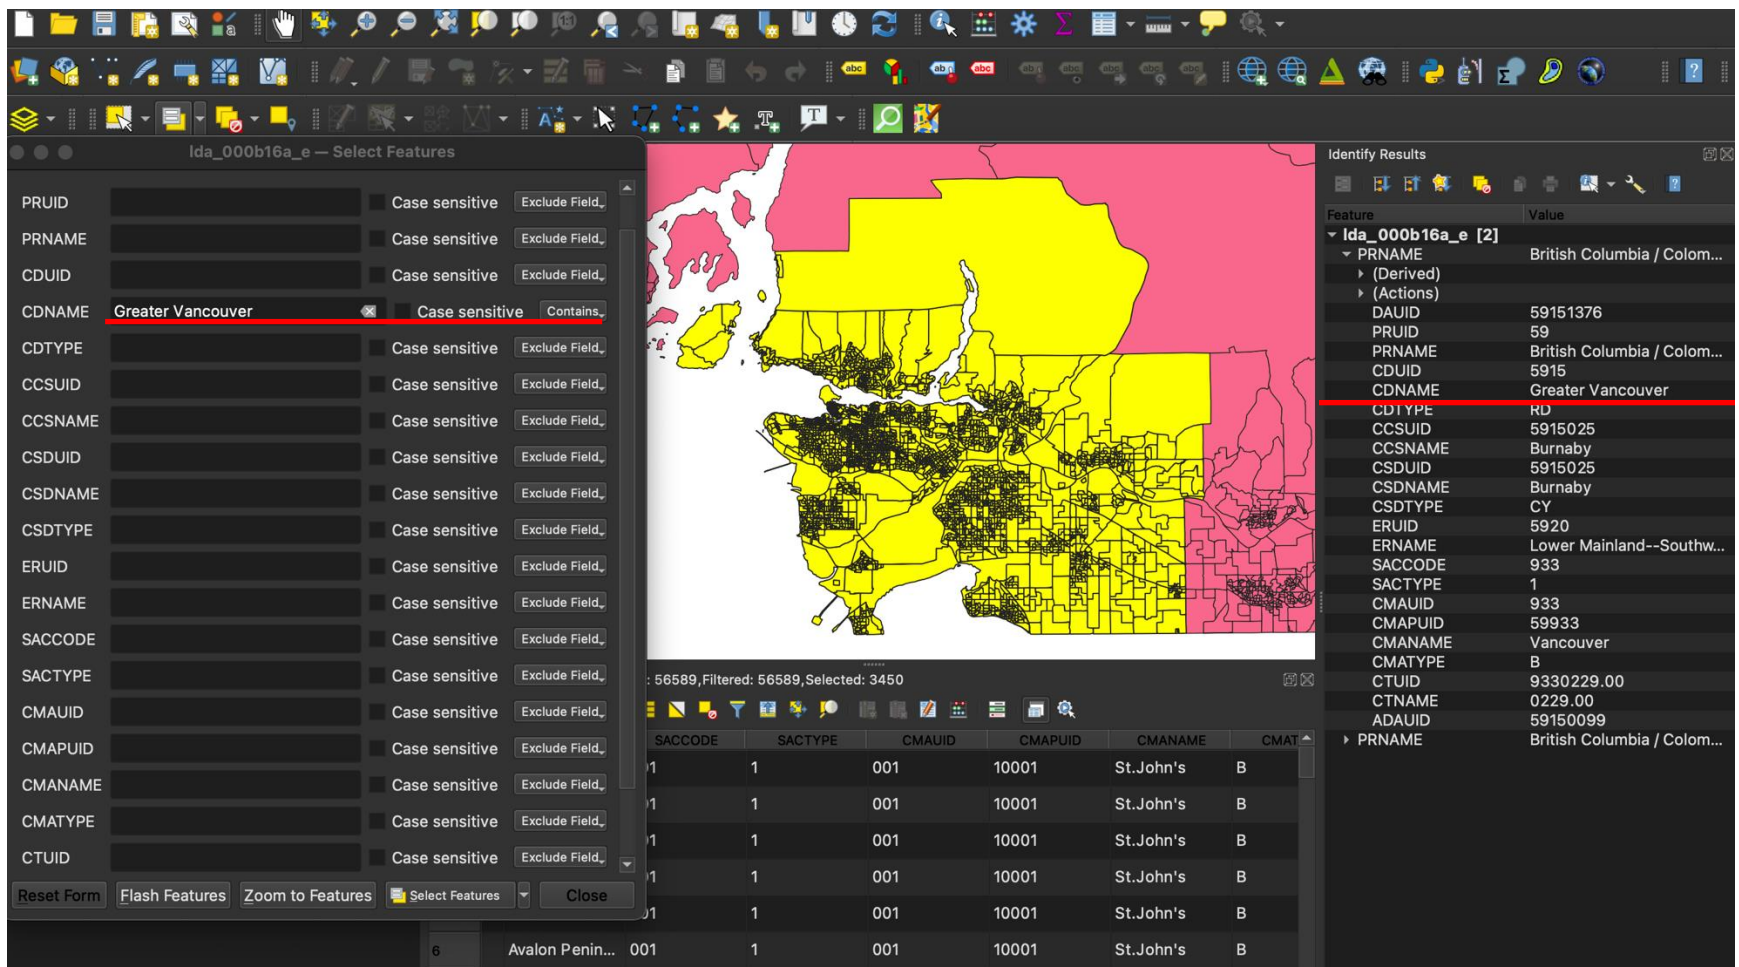 abc
abc
abc
lda_000b16a_e — Select Features
PRUID Case sensitive Exclude Field
PRNAME Case sensitive Exclude Field
CDUID Case sensitive Exclude Field
CDNAME Greater Vancouver Case sensitive Contains
CDTYPE Case sensitive Exclude Field
CCSUID Case sensitive Exclude Field
CCSNAME Case sensitive Exclude Field
CSDUID Case sensitive Exclude Field
CSDNAME Case sensitive Exclude Field
CSDTYPE Case sensitive Exclude Field
ERUID Case sensitive Exclude Field
ERNAME Case sensitive Exclude Field
SACCODE Case sensitive Exclude Field
SACTYPE Case sensitive Exclude Field
CMAUID Case sensitive Exclude Field
CMAPUID Case sensitive Exclude Field
CMANAME Case sensitive Exclude Field
CMATYPE Case sensitive Exclude Field
CTUID Case sensitive Exclude Field
Reset Form Flash Features Zoom to Features Select Features Close
: 56589,Filtered: 56589,Selected: 3450
SACCODE SACTYPE CMAUID CMAPUID CMANAME CMAT
1 001 10001 St.John's B
1 001 10001 St.John's B
1 001 10001 St.John's B
1 001 10001 St.John's B
1 001 10001 St.John's B
6 Avalon Penin... 001 1 001 10001 St.John's B
Identify Results
Feature Value
lda_000b16a_e [2]
PRNAME British Columbia / Colom...
(Derived)
(Actions)
DAUID 59151376
PRUID 59
PRNAME British Columbia / Colom...
CDUID 5915
CDNAME Greater Vancouver
CDTYPE RD
CCSUID 5915025
CCSNAME Burnaby
CSDUID 5915025
CSDNAME Burnaby
CSDTYPE CY
ERUID 5920
ERNAME Lower Mainland--Southw...
SACCODE 933
SACTYPE 1
CMAUID 933
CMAPUID 59933
CMANAME Vancouver
CMATYPE B
CTUID 9330229.00
CTNAME 0229.00
ADAUID 59150099
PRNAME British Columbia / Colom...